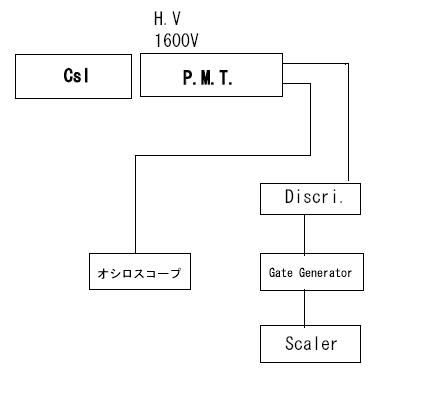 H.V
1600V
CsI
P.M.T.
Discri.
オシロスコープ
Gate Generator
Scaler